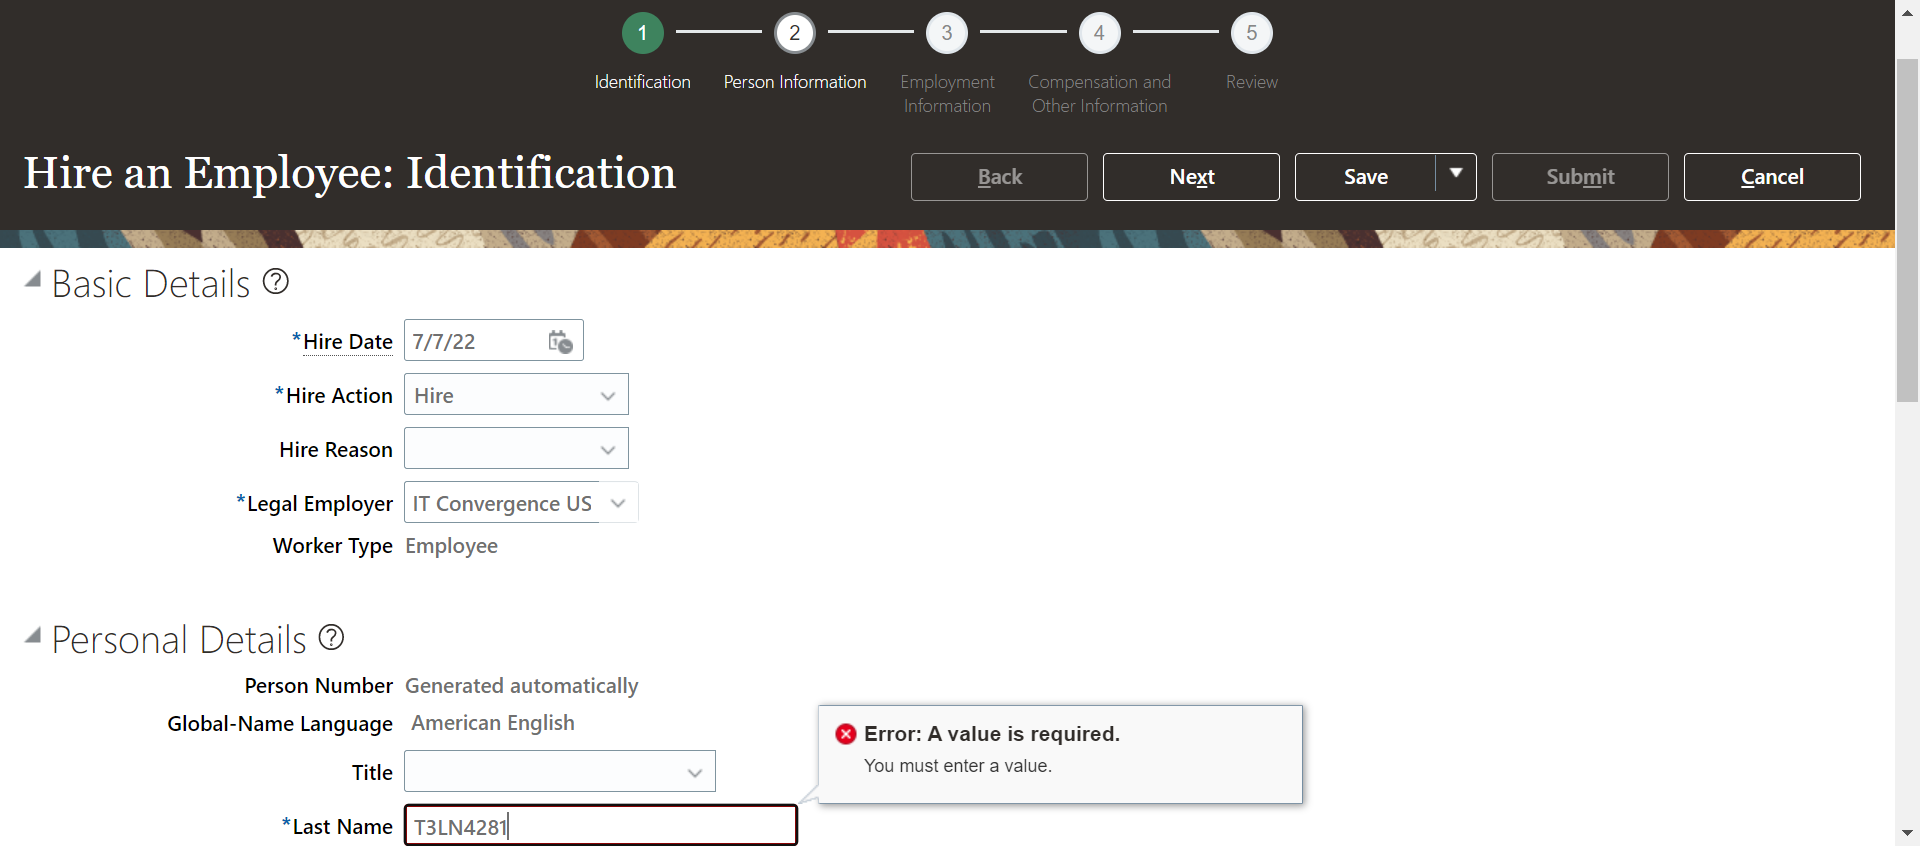 1 2 3 4 5
Identification Person Information Employment Information Compensation and Other Information Review
Hire an Employee: Identification
Back Next Save Submit Cancel
Basic Details ?
*Hire Date 7/7/22
*Hire Action Hire
Hire Reason
*Legal Employer IT Convergence US
Worker Type Employee
Personal Details ?
Person Number Generated automatically
Global-Name Language American English
Error: A value is required.
You must enter a value.
Title
*Last Name T3LN4281